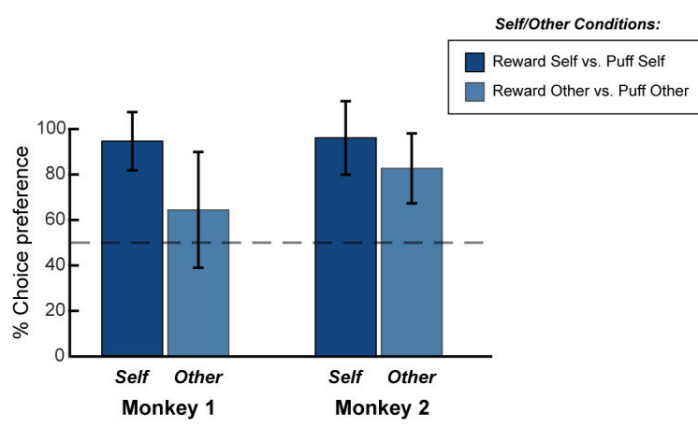 Self/Other Conditions:
Reward Self vs. Puff Self
Reward Other vs. Puff Other
% Choice preference
100
80
60
40
20
0
Self Other Self Other
Monkey 1 Monkey 2